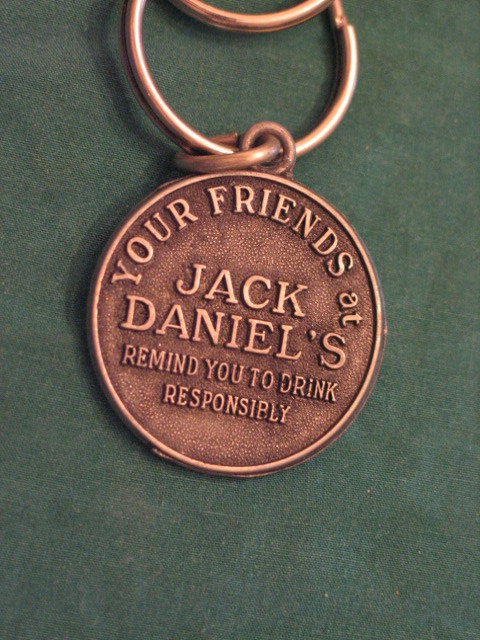 YOUR FRIENDS at
JACK
DANIEL'S
REMIND YOU TO DRINK
RESPONSIBLY